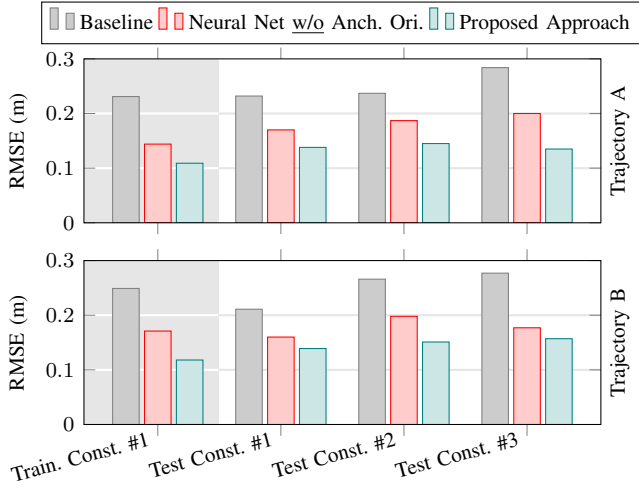 Baseline Neural Net w/o Anch. Ori. Proposed Approach
0.3
0.2
0.1
0
RMSE (m)
Trajectory A
0.3
0.2
0.1
0
RMSE (m)
Trajectory B
Train. Const. #1
Test Const. #1
Test Const. #2
Test Const. #3